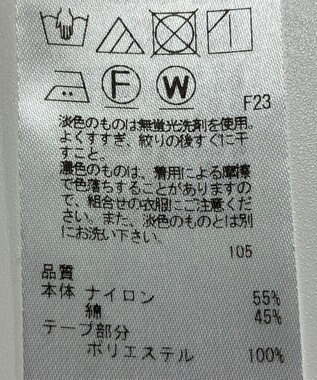 F W
F23
淡色のものは無蛍光洗剤を使用。
よくすすぎ、絞りの後すぐに干
すこと。
濃色のものは、着用による摩擦
で色落ちすることがありますの
で、組合せの衣服にご注意くださ
い。また、淡色のものとは別
にお洗い下さい。
105
品質
本体 ナイロン 55%
綿 45%
テープ部分
ポリエステル 100%